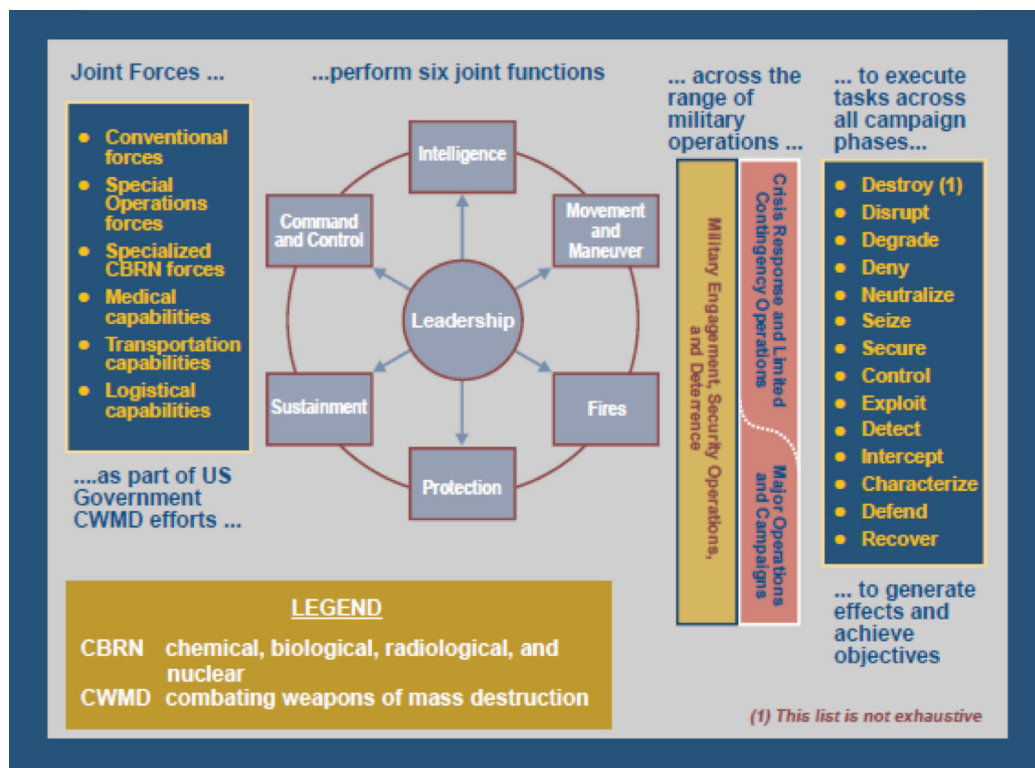 Joint Forces ...
● Conventional
forces
● Special
Operations
forces
● Specialized
CBRN forces
● Medical
capabilities
● Transportation
capabilities
● Logistical
capabilities
....as part of US
Government
CWMD efforts ...
...perform six joint functions
Intelligence
Command
and Control
Movement
and
Maneuver
Leadership
Sustainment
Fires
Protection
... across the
range of
military
operations ...
Military Engagement, Security Operations,
and Deterrence
Crisis Response and Limited
Contingency Operations
Major Operations
and Campaigns
... to execute
tasks across
all campaign
phases...
● Destroy (1)
● Disrupt
● Degrade
● Deny
● Neutralize
● Seize
● Secure
● Control
● Exploit
● Detect
● Intercept
● Characterize
● Defend
● Recover
... to generate
effects and
achieve
objectives
LEGEND
CBRN chemical, biological, radiological, and
nuclear
CWMD combating weapons of mass destruction
(1) This list is not exhaustive